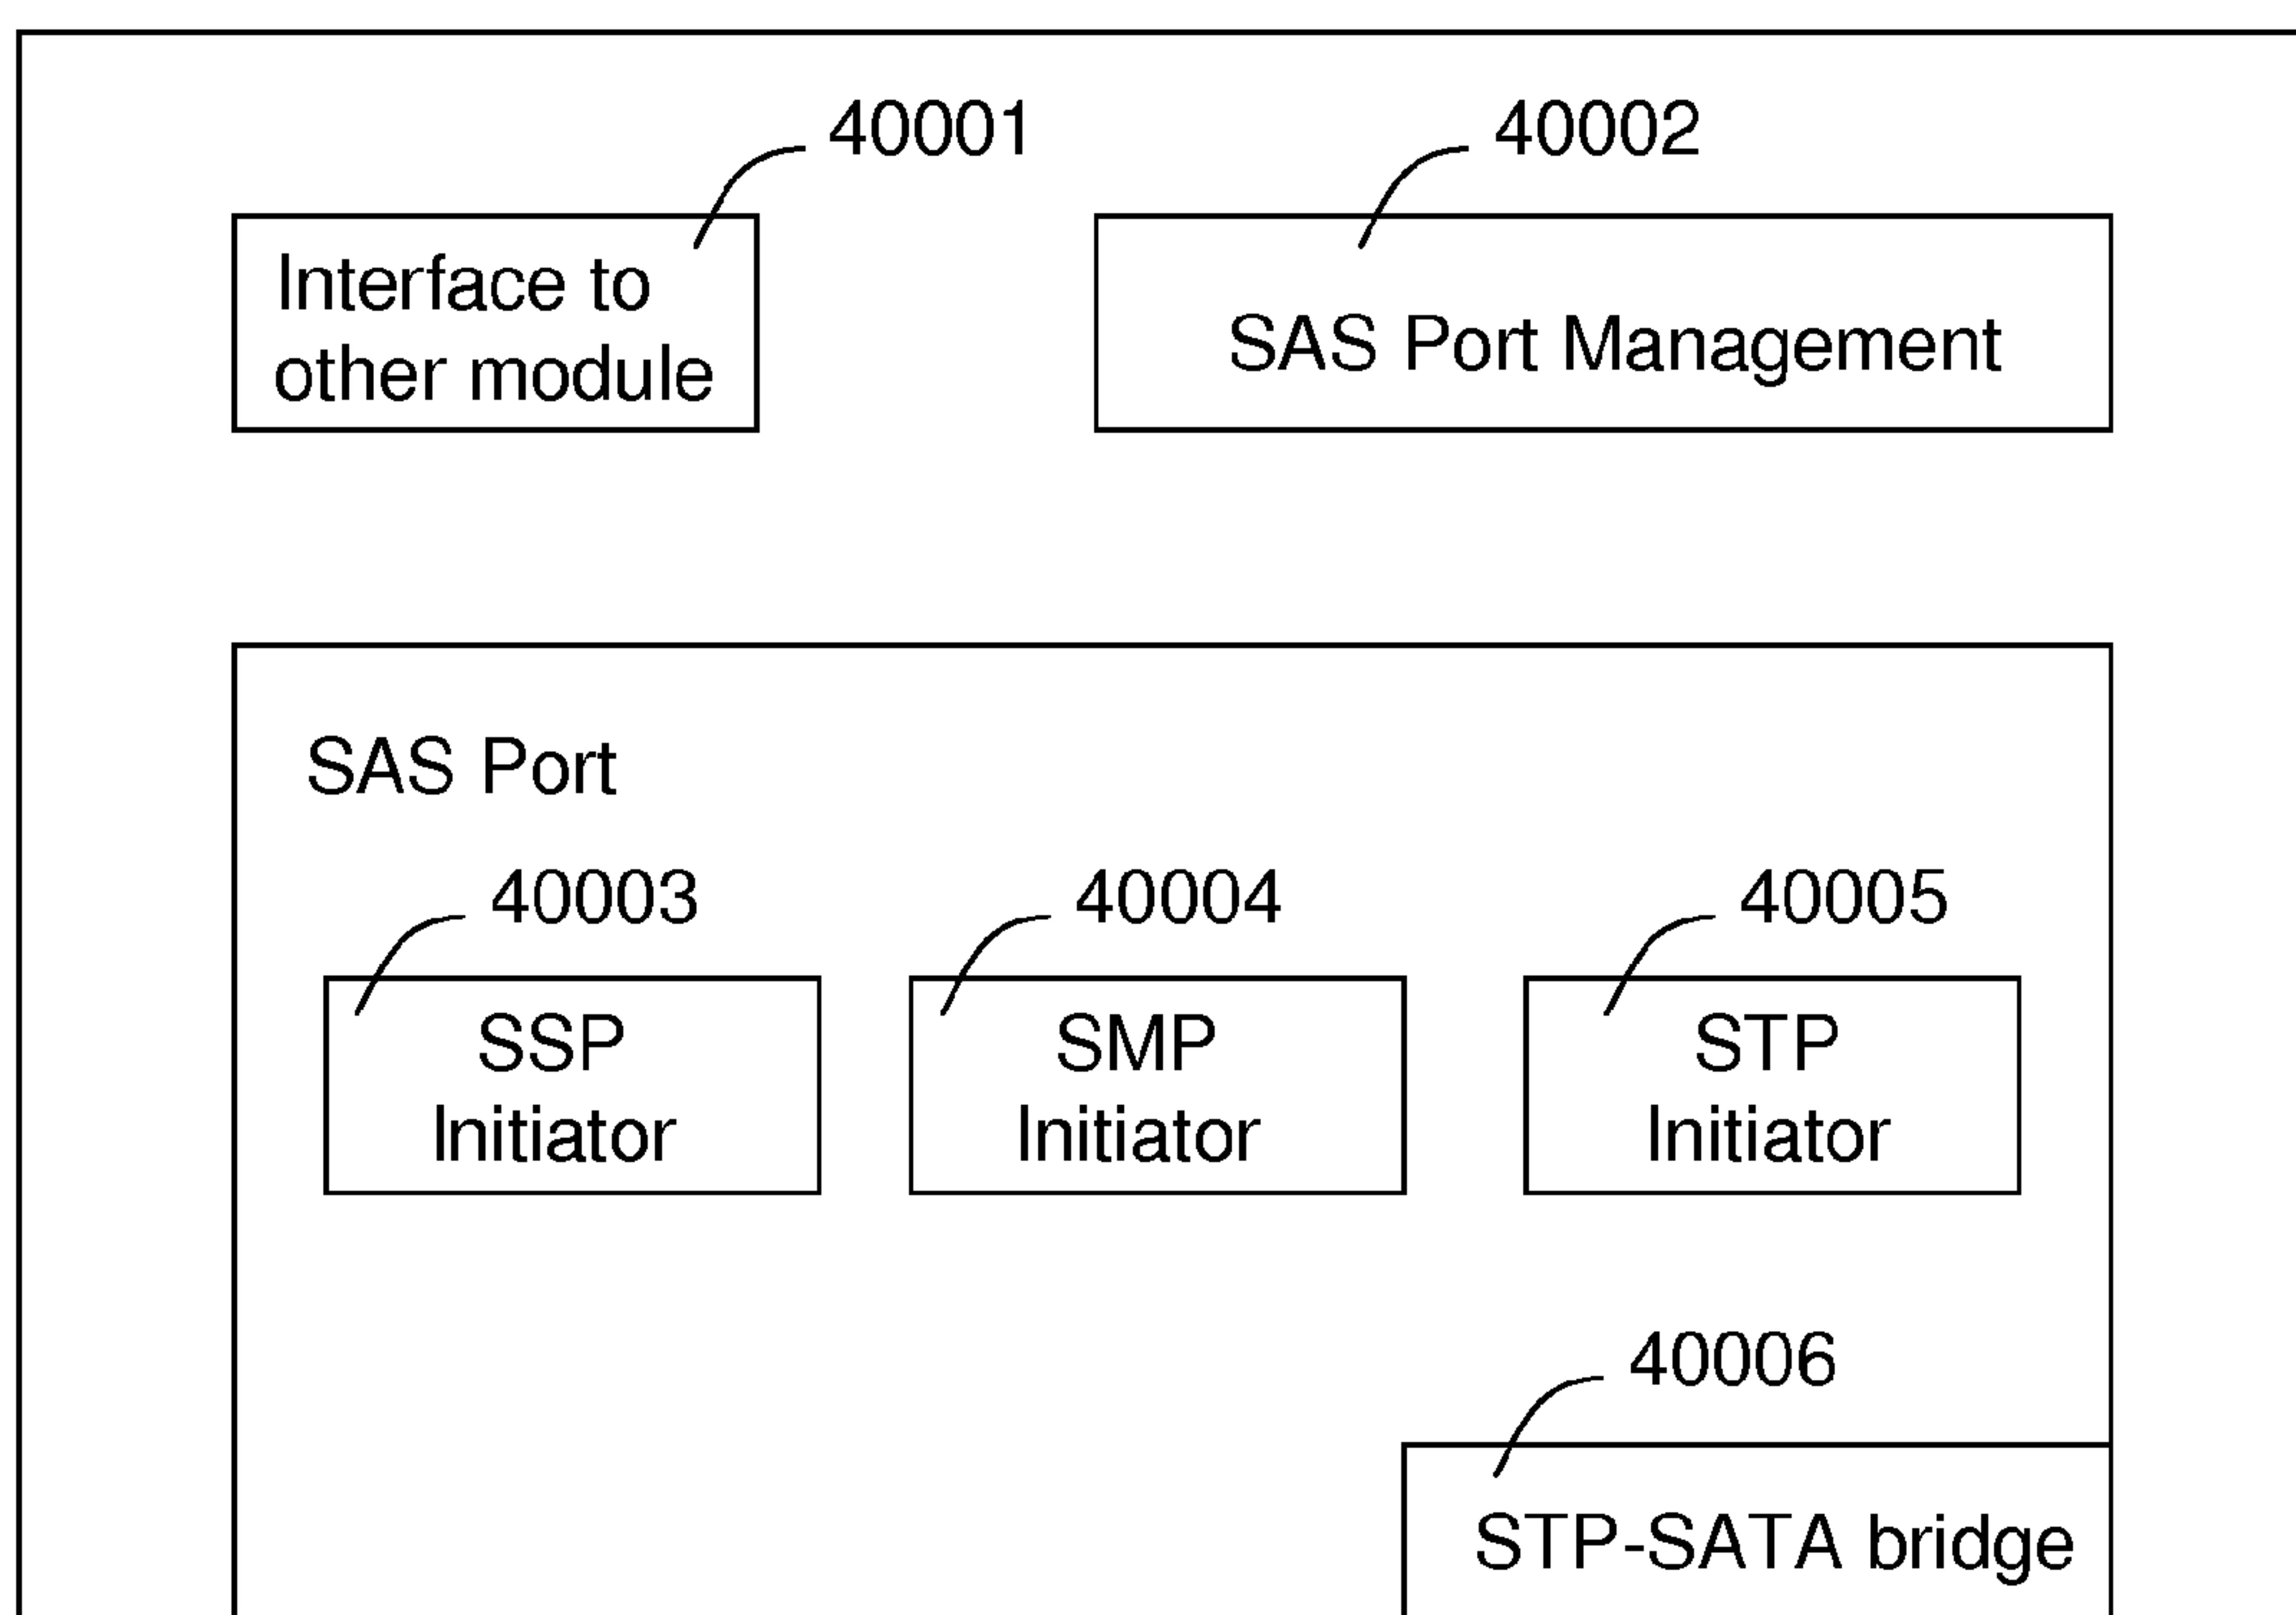 40001
40002
Interface to
other module
SAS Port Management
SAS Port
40003
40004
40005
SSP
Initiator
SMP
Initiator
STP
Initiator
40006
STP-SATA bridge